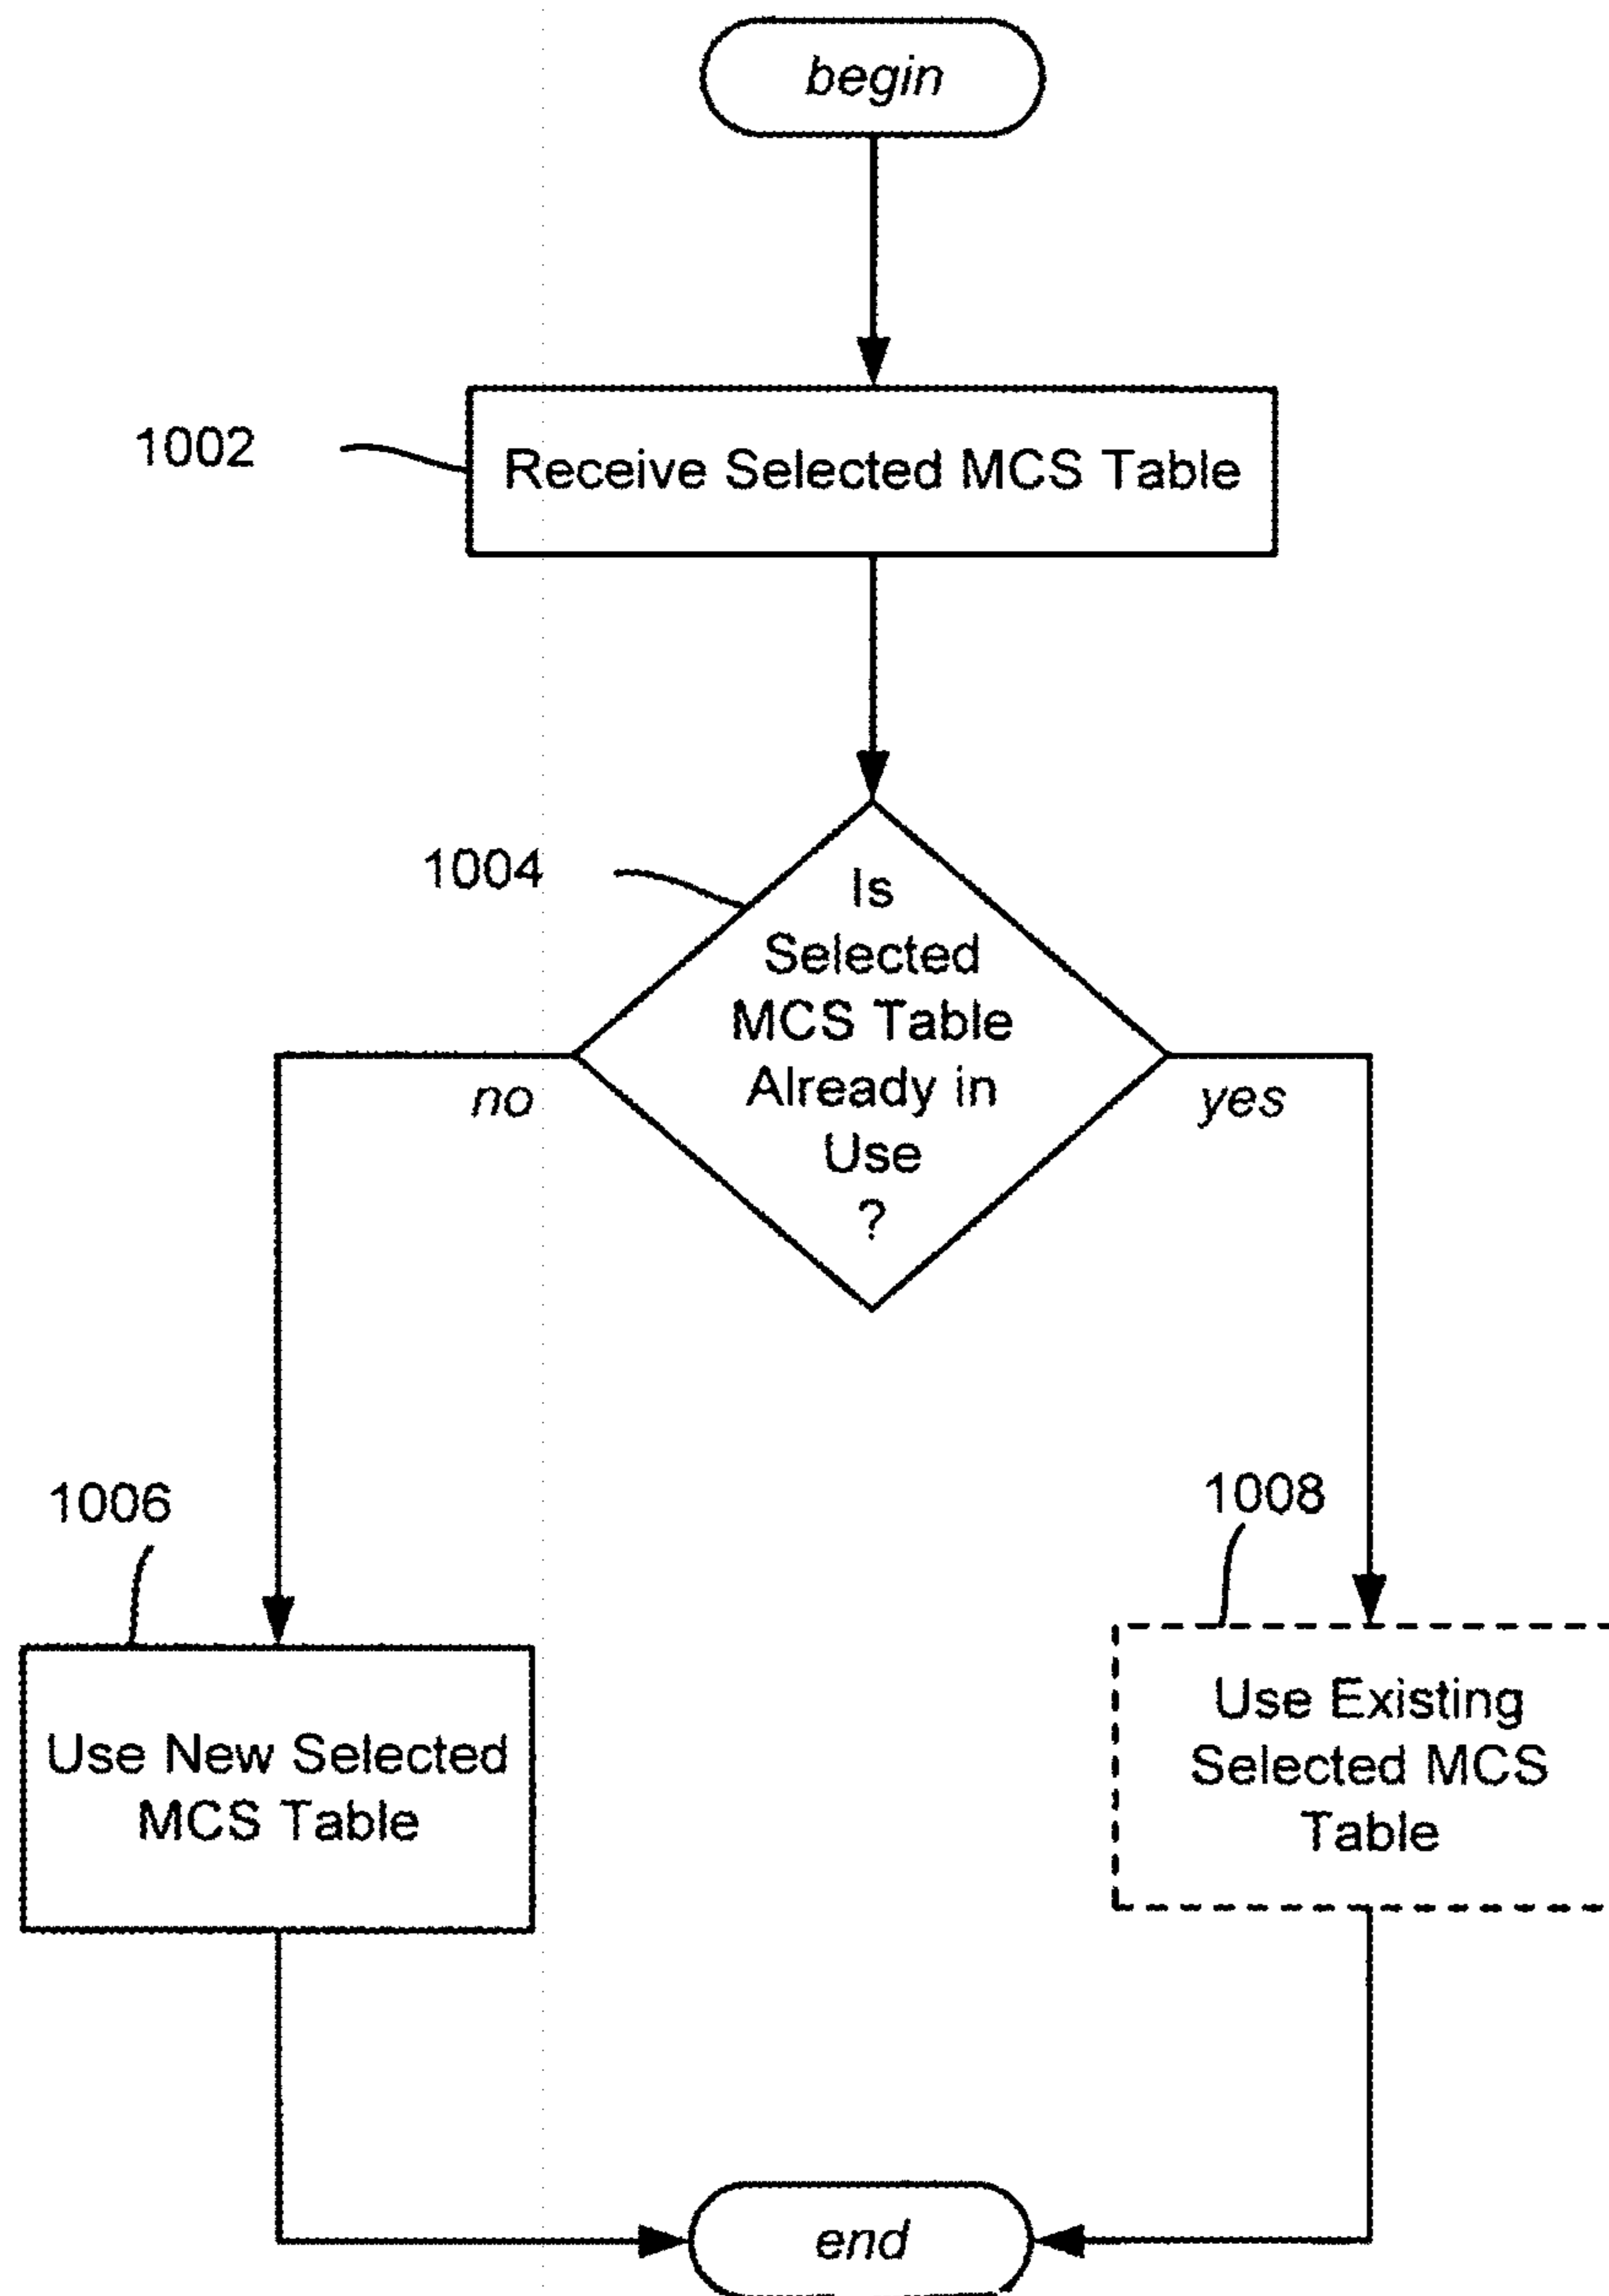 begin
1002
Receive Selected MCS Table
1004
Is
Selected
MCS Table
Already in
Use
?
no
yes
1006
Use New Selected
MCS Table
1008
Use Existing
Selected MCS
Table
end